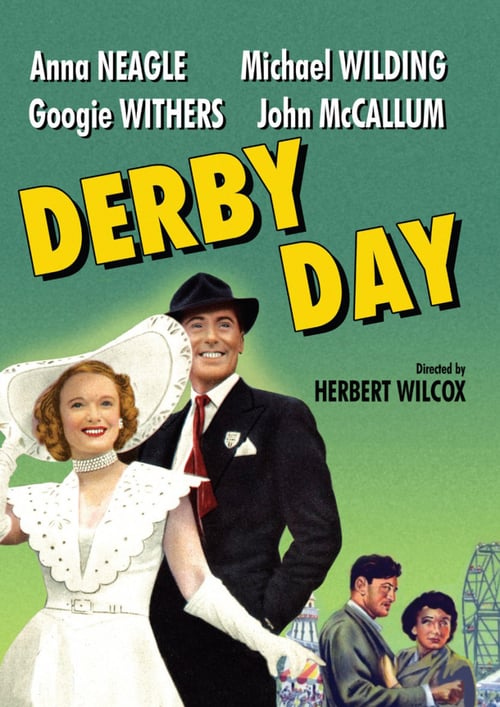 Anna NEAGLE Michael WILDING
Googie WITHERS John McCALLUM
DERBY
DAY
Directed by
HERBERT WILCOX